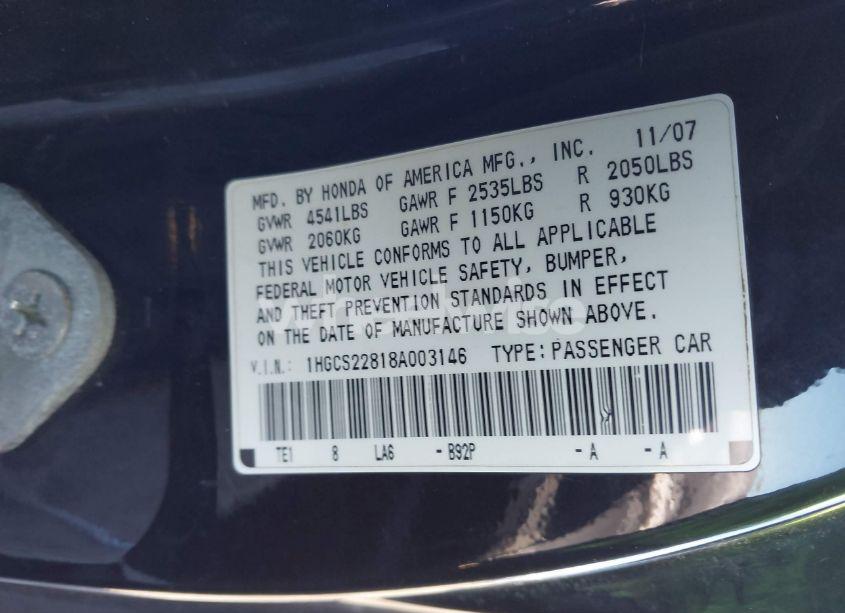 MFD. BY HONDA OF AMERICA MFG., INC. 11/07
GVWR 4541LBS GAWR F 2535LBS R 2050LBS
GVWR 2060KG GAWR F 1150KG R 930KG
THIS VEHICLE CONFORMS TO ALL APPLICABLE
FEDERAL MOTOR VEHICLE SAFETY, BUMPER,
AND THEFT PREVENTION STANDARDS IN EFFECT
ON THE DATE OF MANUFACTURE SHOWN ABOVE.
V.I.N.: 1HGCS22818A003146 TYPE: PASSENGER CAR
TE1 8 LA6 - B92P - A - A